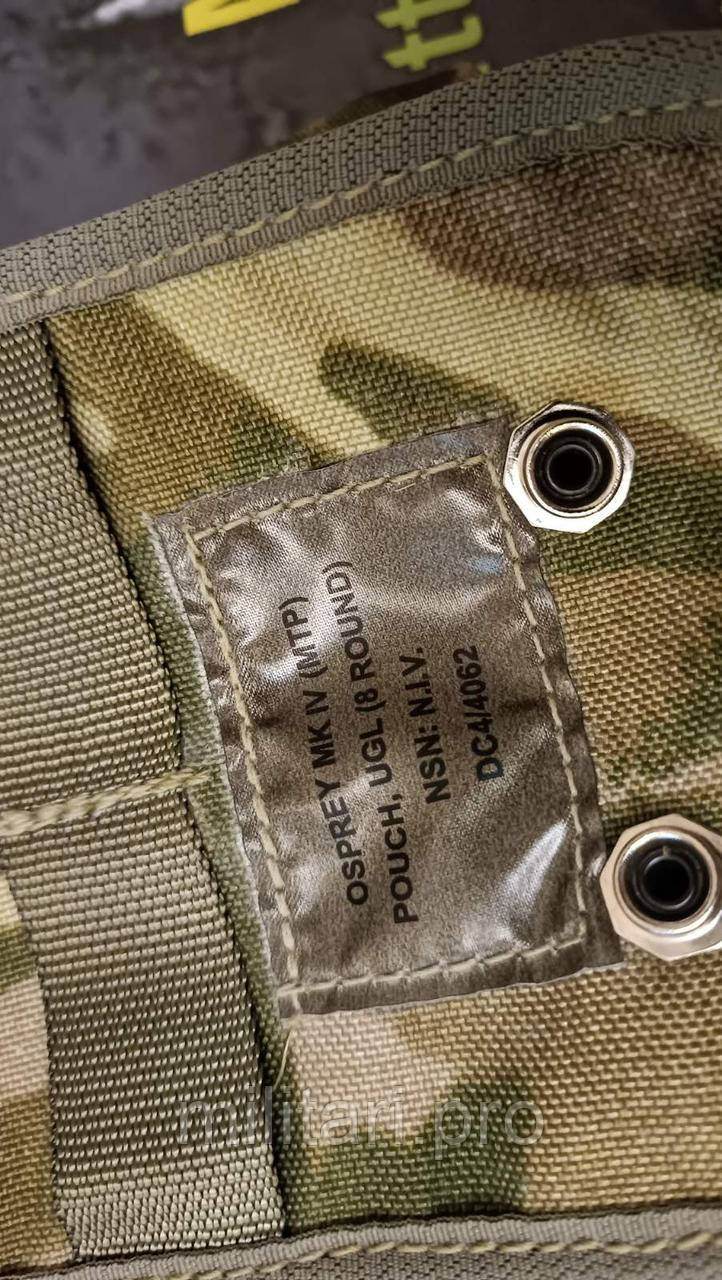 OSPREY MK IV (MTP)
POUCH, UGL (8 ROUND)
NSN: N.I.V.
DC4/4062
militari.pro